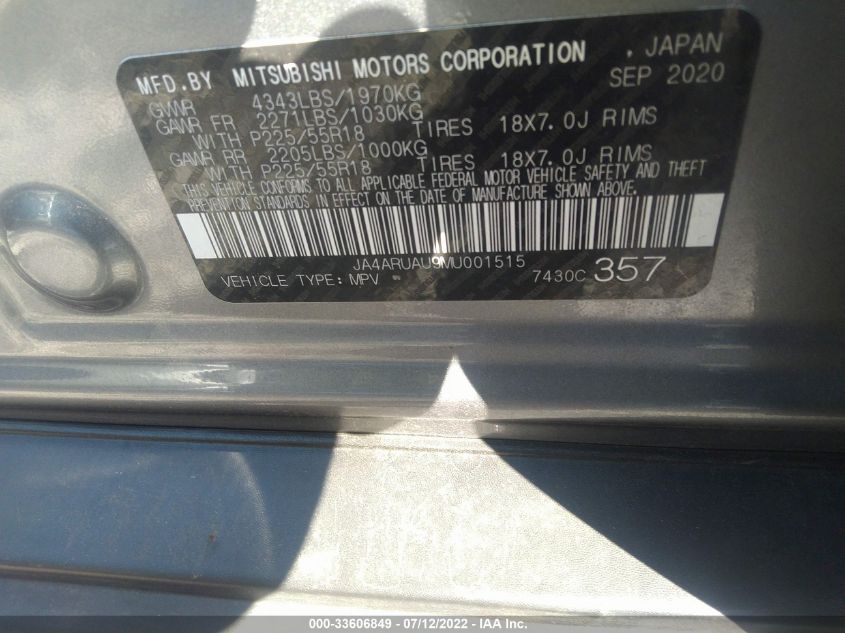 MFD.BY MITSUBISHI MOTORS CORPORATION . JAPAN
SEP 2020
GVWR 4343LBS/1970KG
GAWR FR 2271LBS/1030KG
WITH P225/55R18 TIRES 18X7.0J RIMS
GAWR RR 2205LBS/1000KG
WITH P225/55R18 TIRES 18X7.0J RIMS
THIS VEHICLE CONFORMS TO ALL APPLICABLE FEDERAL MOTOR VEHICLE SAFETY AND THEFT
PREVENTION STANDARDS IN EFFECT ON THE DATE OF MANUFACTURE SHOWN ABOVE.
JA4ARUAU9MU001515
VEHICLE TYPE: MPV 7430C 357
000-33606849 - 07/12/2022 - IAA Inc.